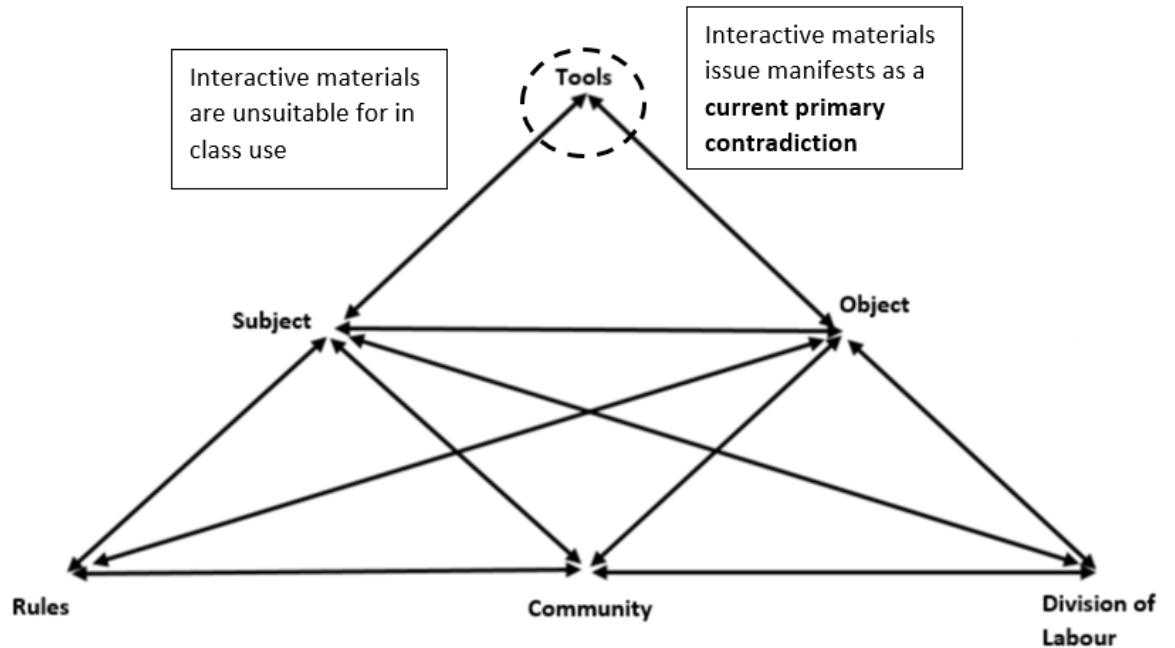 Interactive materials
are unsuitable for in
class use
Tools
Interactive materials
issue manifests as a
current primary
contradiction
Subject
Object
Rules
Community
Division of
Labour